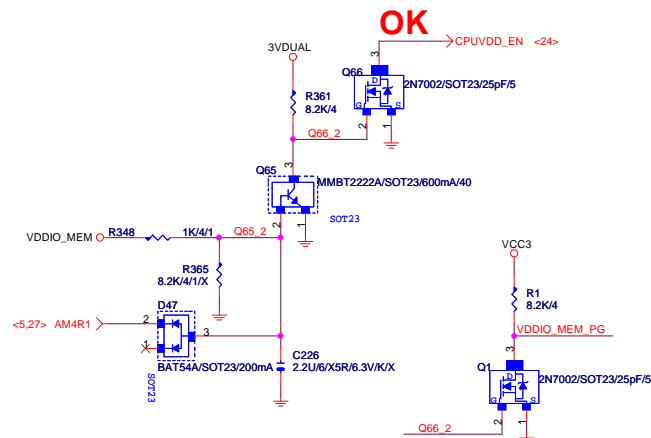 OK
3VDUAL
3
CPUVDD_EN <24>
Q66
D
2N7002/SOT23/25pF/5
G
S
R361
8.2K/4
2
1
Q66_2
3
Q65
MMBT2222A/SOT23/600mA/40
SOT23
2
1
VDDIO_MEM
R348
1K/4/1
Q65_2
VCC3
R365
8.2K/4/1/X
R1
8.2K/4
D47
<5,27> AM4R1
2
3
VDDIO_MEM_PG
1
3
C226
BAT54A/SOT23/200mA
2.2U/6/X5R/6.3V/K/X
Q1
D
2N7002/SOT23/25pF/5
G
S
SOT23
Q66_2
2
1